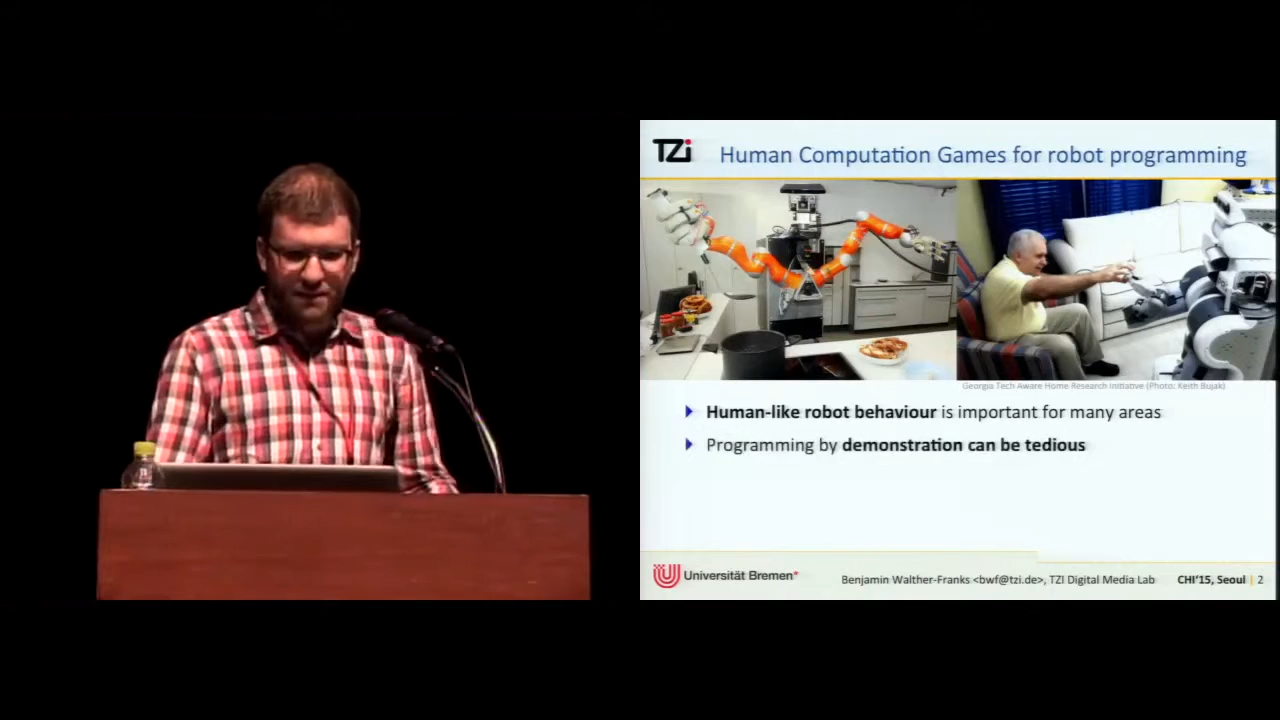 TZi Human Computation Games for robot programming
Georgia Tech Aware Home Research Initiative (Photo: Keith Bujak)
Human-like robot behaviour is important for many areas
Programming by demonstration can be tedious
Universität Bremen* Benjamin Walther-Franks <bwf@tzi.de>, TZI Digital Media Lab CHI'15, Seoul | 2